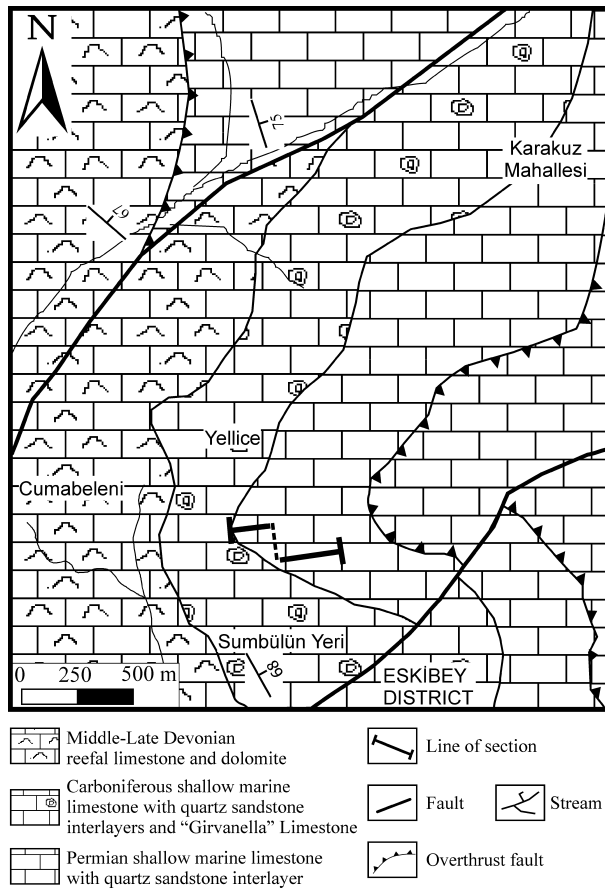 N
75
Karakuz
Mahallesi
67
Yellice
Cumabeleni
Sumbülün Yeri
68
0 250 500 m
ESKİBEY
DISTRICT
Middle-Late Devonian
reefal limestone and dolomite
Carboniferous shallow marine
limestone with quartz sandstone
interlayers and “Girvanella” Limestone
Permian shallow marine limestone
with quartz sandstone interlayer
Line of section
Fault
Stream
Overthrust fault